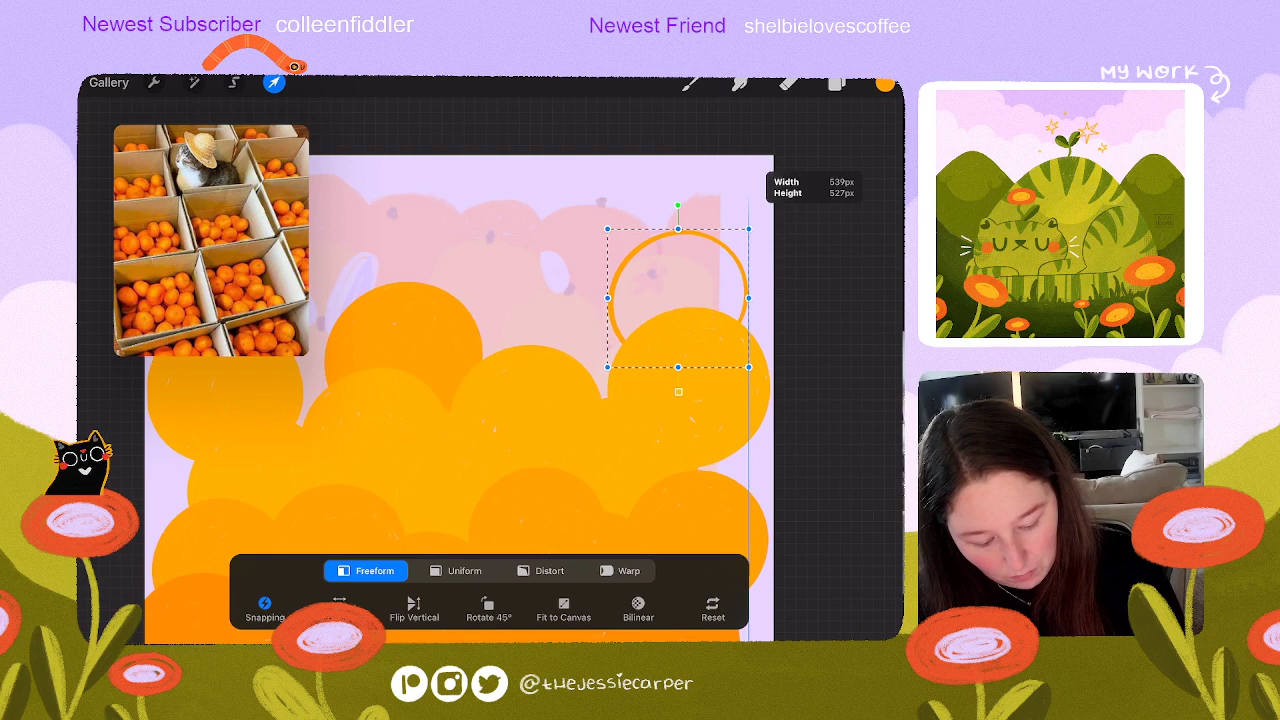 Newest Subscriber colleenfiddler
Newest Friend shelbielovescoffee
MY WORK
Gallery
Width 539px
Height 527px
Freeform Uniform Distort Warp
Snapping Flip Vertical Rotate 45° Fit to Canvas Bilinear Reset
@theJessiecarper